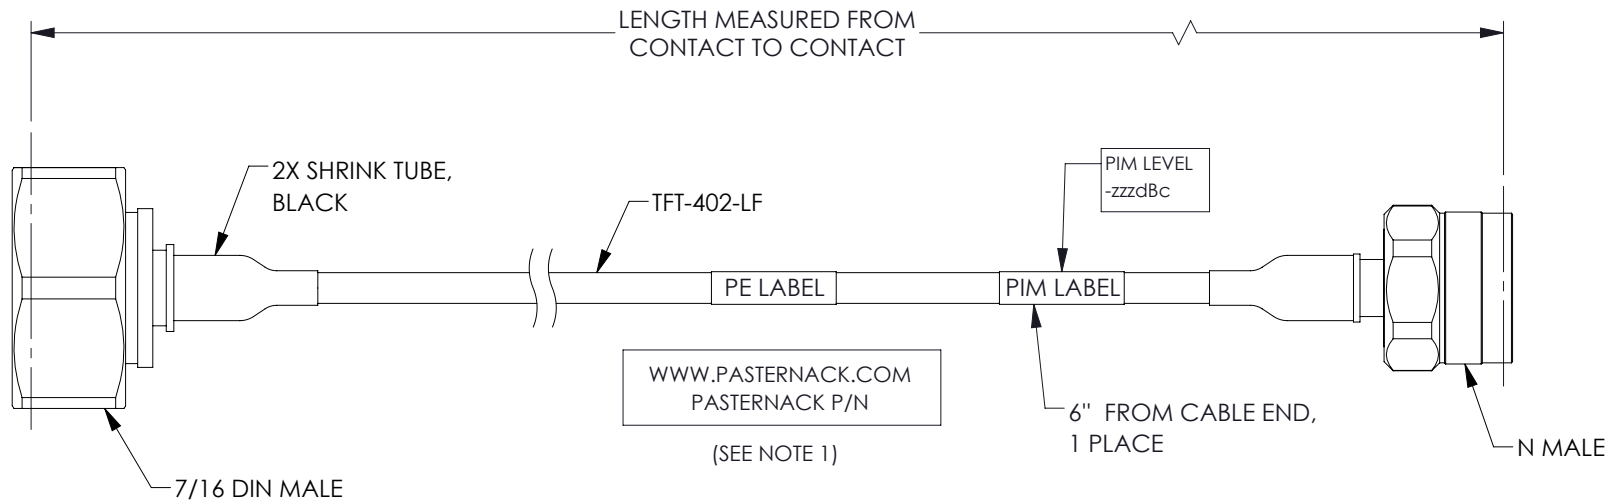 LENGTH MEASURED FROM
CONTACT TO CONTACT
2X SHRINK TUBE,
BLACK
TFT-402-LF
PIM LEVEL
-zzzdBc
PE LABEL
PIM LABEL
WWW.PASTERNACK.COM
PASTERNACK P/N
(SEE NOTE 1)
6" FROM CABLE END,
1 PLACE
N MALE
7/16 DIN MALE